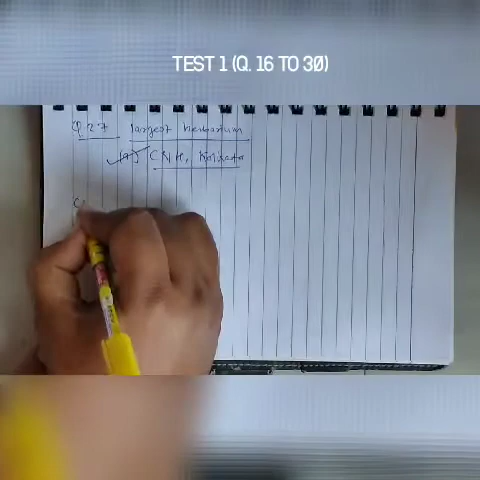 TEST 1 (Q. 16 TO 30)
Q 27 largest herbarium
(A) CNH, Kolkata
Q